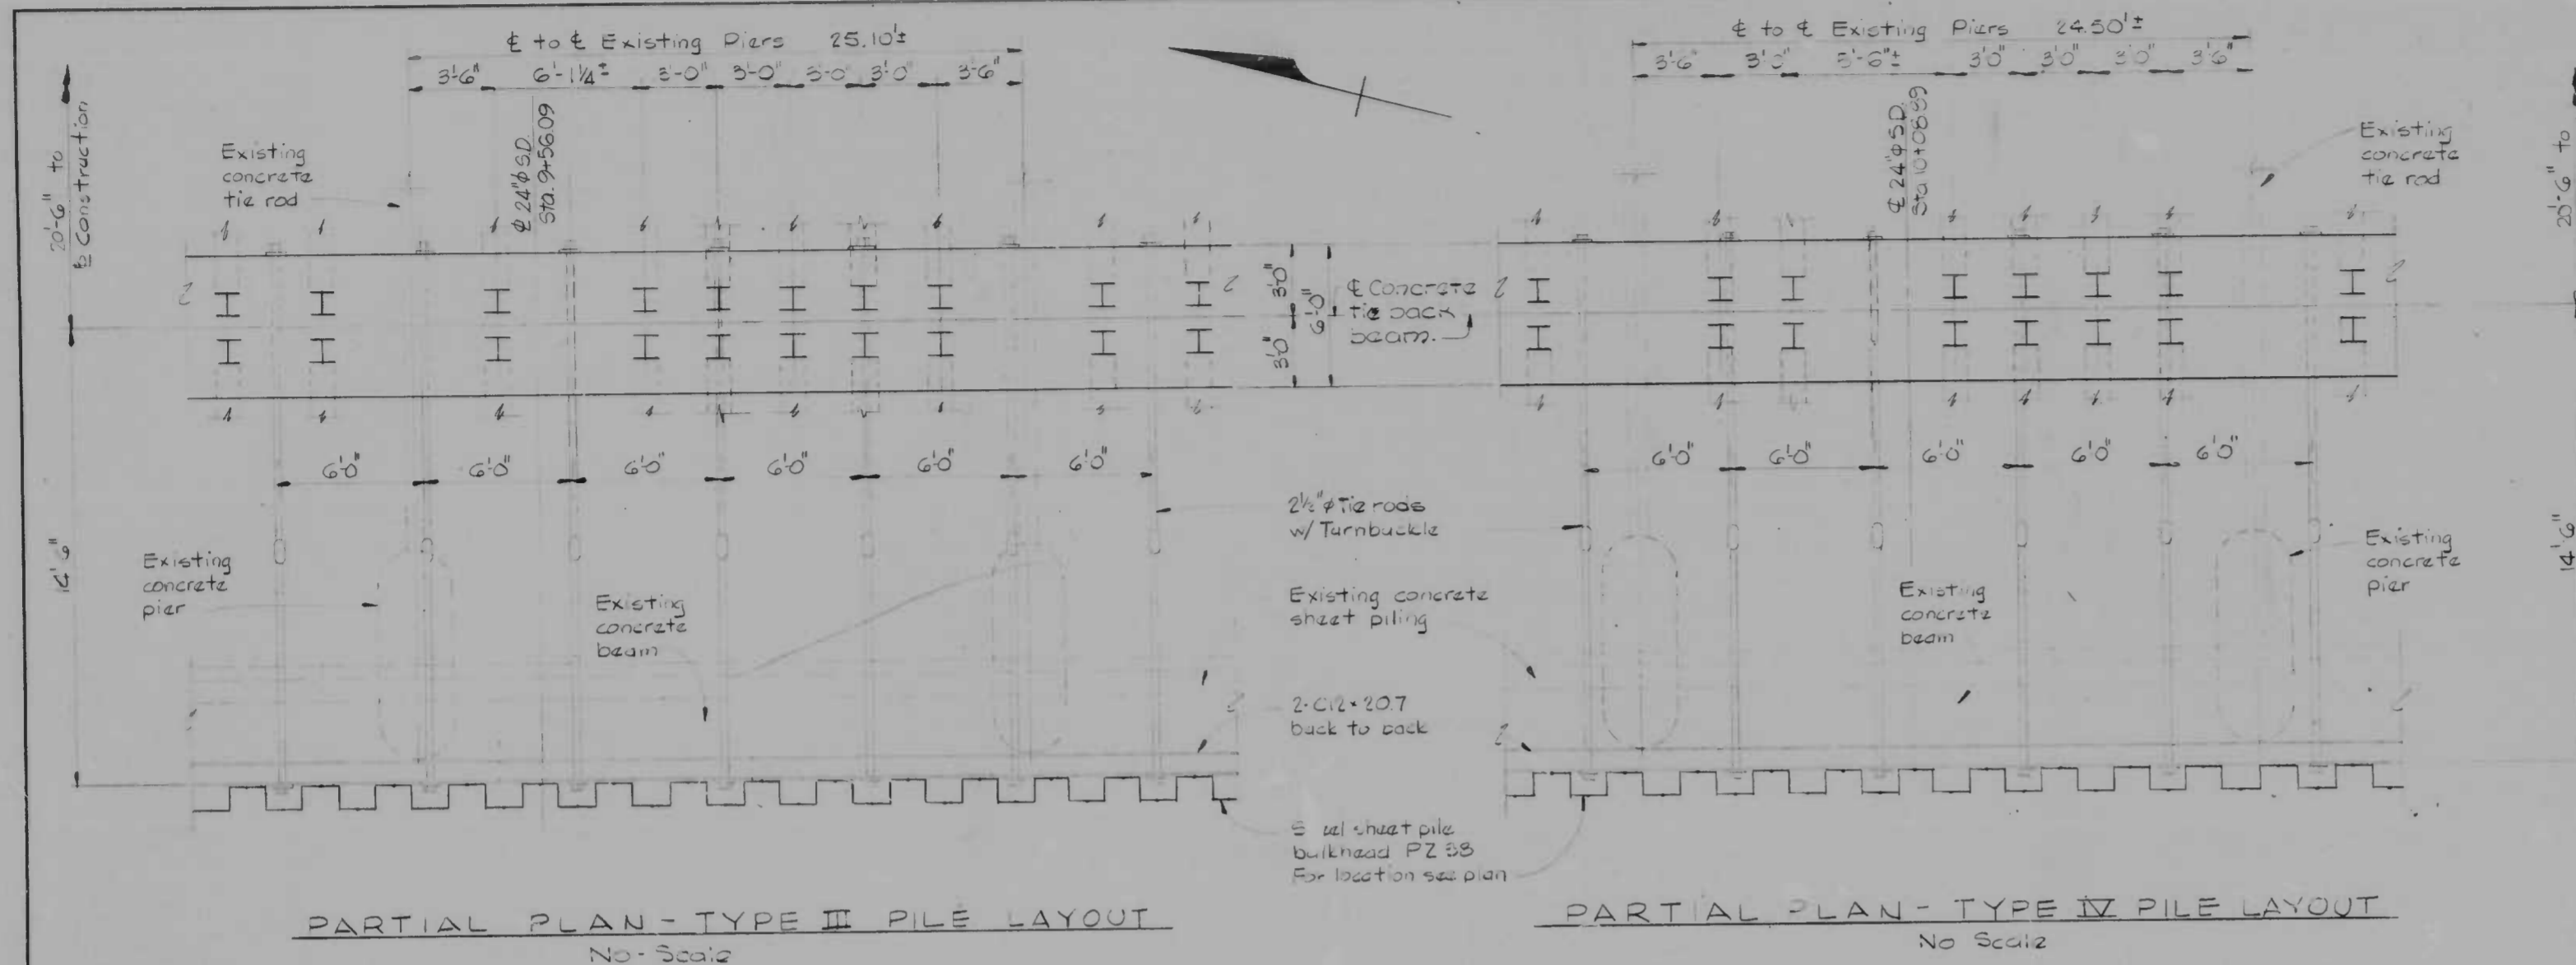 ℄ to ℄ Existing Piers 25.10'±
3'-6" 6'-1¼"± 3'-0" 3'-0" 3'-0" 3'-0" 3'-6"
℄ to ℄ Existing Piers 24.50'±
3'-6" 3'-0" 5'-6"± 3'-0" 3'-0" 3'-0" 3'-6"
20'-6" to
℄ Construction
Existing
concrete
tie rod
℄ 24"φ S.D.
Sta. 9+56.09
℄ 24"φ S.D.
Sta 10+08.89
Existing
concrete
tie rod
20'-6" to
3'-0"
3'-0"
6'-0"
℄ Concrete
tie back
beam.
6'-0" 6'-0" 6'-0" 6'-0" 6'-0" 6'-0"
6'-0" 6'-0" 6'-0" 6'-0" 6'-0"
14'-6"
Existing
concrete
pier
Existing
concrete
beam
2½"φ Tie rods
w/ Turnbuckle
Existing concrete
sheet piling
2-C12×20.7
back to back
Steel sheet pile
bulkhead PZ 38
For location see plan
Existing
concrete
beam
Existing
concrete
pier
14'-6"
PARTIAL PLAN - TYPE III PILE LAYOUT
No-Scale
PARTIAL PLAN - TYPE IV PILE LAYOUT
No Scale